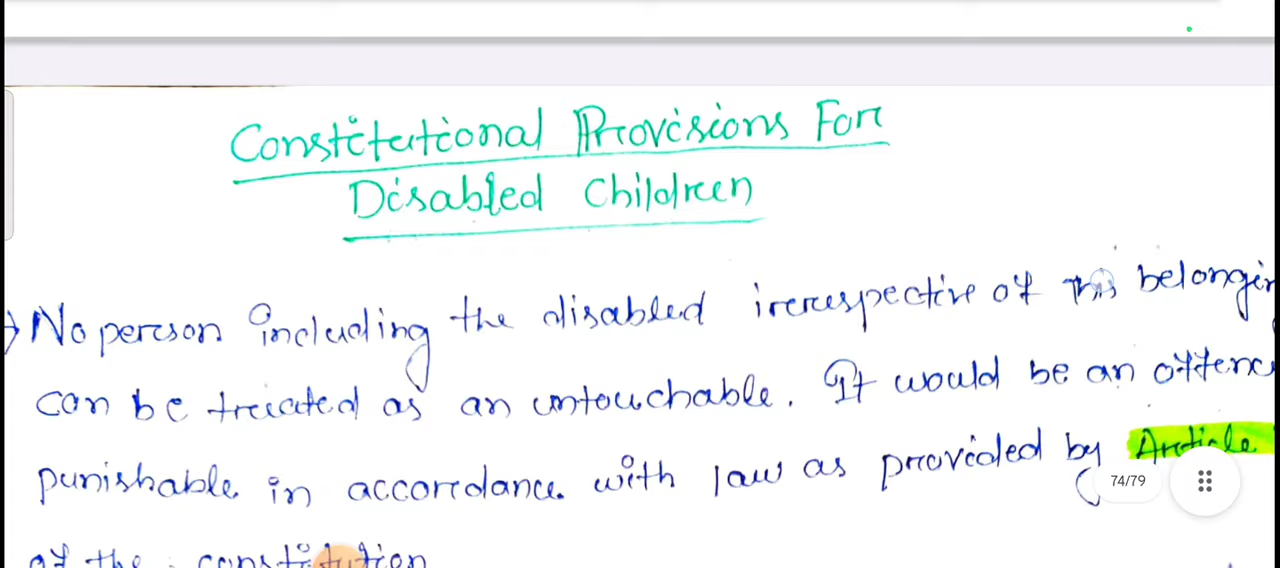 Constitutional Provisions For
Disabled Children
→ No person including the disabled irrespective of his belonging
can be treated as an untouchable. It would be an offence
punishable in accordance with law as provided by Article
of the constitution
74/79